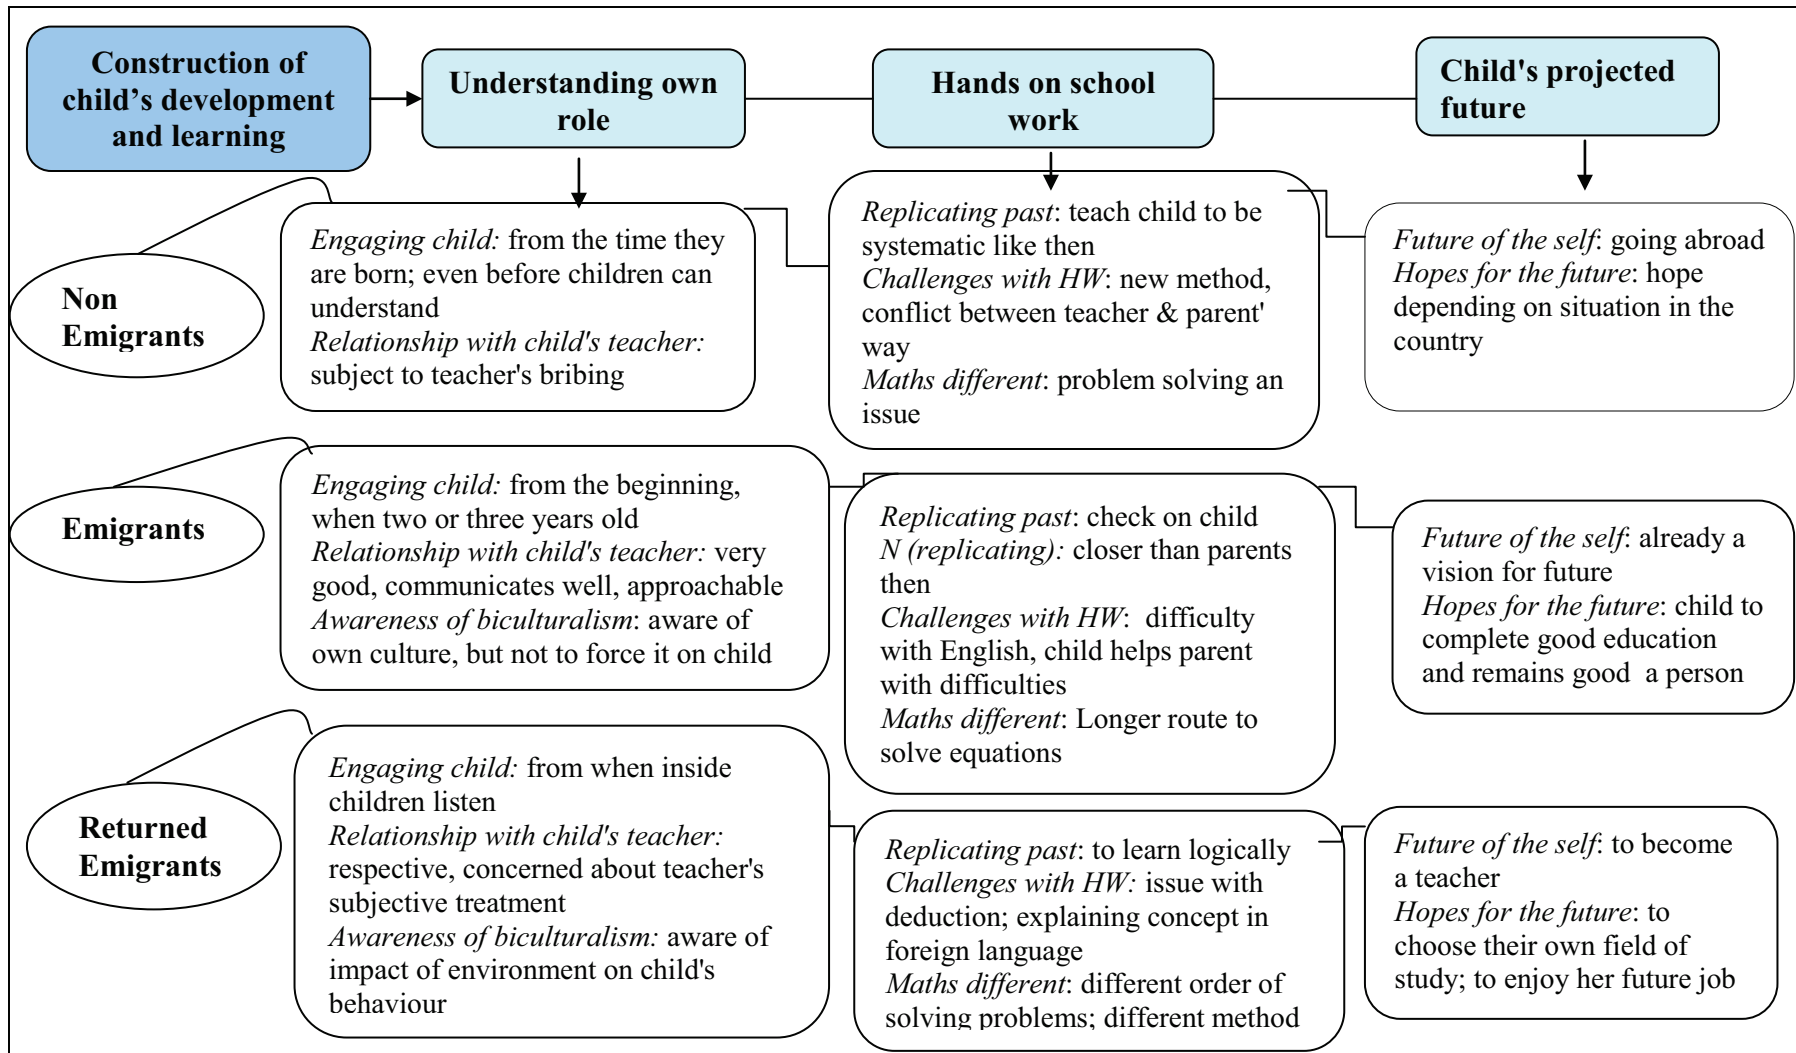 Construction of
child’s development
and learning
Understanding own
role
Hands on school
work
Child's projected
future
Non
Emigrants
Engaging child: from the time they
are born; even before children can
understand
Relationship with child's teacher:
subject to teacher's bribing
Replicating past: teach child to be
systematic like then
Challenges with HW: new method,
conflict between teacher & parent'
way
Maths different: problem solving an
issue
Future of the self: going abroad
Hopes for the future: hope
depending on situation in the
country
Emigrants
Engaging child: from the beginning,
when two or three years old
Relationship with child's teacher: very
good, communicates well, approachable
Awareness of biculturalism: aware of
own culture, but not to force it on child
Replicating past: check on child
N (replicating): closer than parents
then
Challenges with HW: difficulty
with English, child helps parent
with difficulties
Maths different: Longer route to
solve equations
Future of the self: already a
vision for future
Hopes for the future: child to
complete good education
and remains good a person
Returned
Emigrants
Engaging child: from when inside
children listen
Relationship with child's teacher:
respective, concerned about teacher's
subjective treatment
Awareness of biculturalism: aware of
impact of environment on child's
behaviour
Replicating past: to learn logically
Challenges with HW: issue with
deduction; explaining concept in
foreign language
Maths different: different order of
solving problems; different method
Future of the self: to become
a teacher
Hopes for the future: to
choose their own field of
study; to enjoy her future job